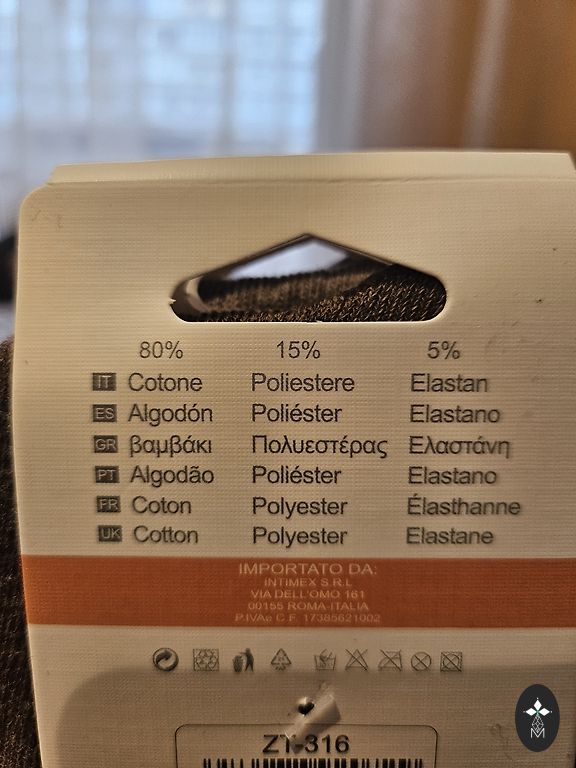 80% 15% 5%
IT Cotone Poliestere Elastan
ES Algodón Poliéster Elastano
GR βαμβάκι Πολυεστέρας Ελαστάνη
PT Algodão Poliéster Elastano
FR Coton Polyester Élasthanne
UK Cotton Polyester Elastane
IMPORTATO DA:
INTIMEX S.R.L
VIA DELL'OMO 161
00155 ROMA-ITALIA
P.IVAe C.F. 17385621002
ZT-316